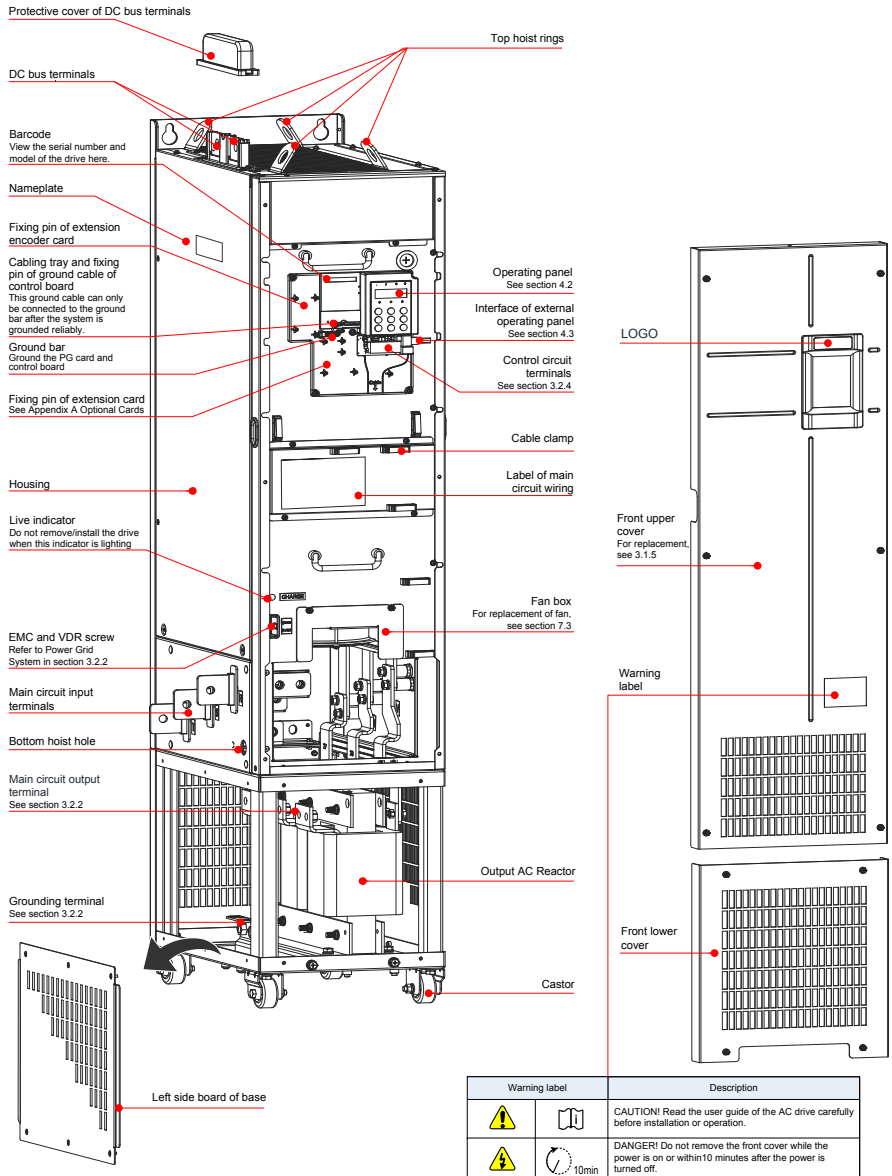 Protective cover of DC bus terminals
Top hoist rings
DC bus terminals
Barcode
View the serial number and
model of the drive here.
Nameplate
Fixing pin of extension
encoder card
Cabling tray and fixing
pin of ground cable of
control board
This ground cable can only
be connected to the ground
bar after the system is
grounded reliably.
Ground bar
Ground the PG card and
control board
Fixing pin of extension card
See Appendix A Optional Cards
Housing
Live indicator
Do not remove/install the drive
when this indicator is lighting
EMC and VDR screw
Refer to Power Grid
System in section 3.2.2
Main circuit input
terminals
Bottom hoist hole
Main circuit output
terminal
See section 3.2.2
Grounding terminal
See section 3.2.2
Left side board of base
CHARGE
Operating panel
See section 4.2
Interface of external
operating panel
See section 4.3
Control circuit
terminals
See section 3.2.4
Cable clamp
Label of main
circuit wiring
Fan box
For replacement of fan,
see section 7.3
Output AC Reactor
Castor
LOGO
Front upper
cover
For replacement,
see 3.1.5
Warning
label
Front lower
cover
Warning label Description
CAUTION! Read the user guide of the AC drive carefully
before installation or operation.
10min
DANGER! Do not remove the front cover while the
power is on or within10 minutes after the power is
turned off.